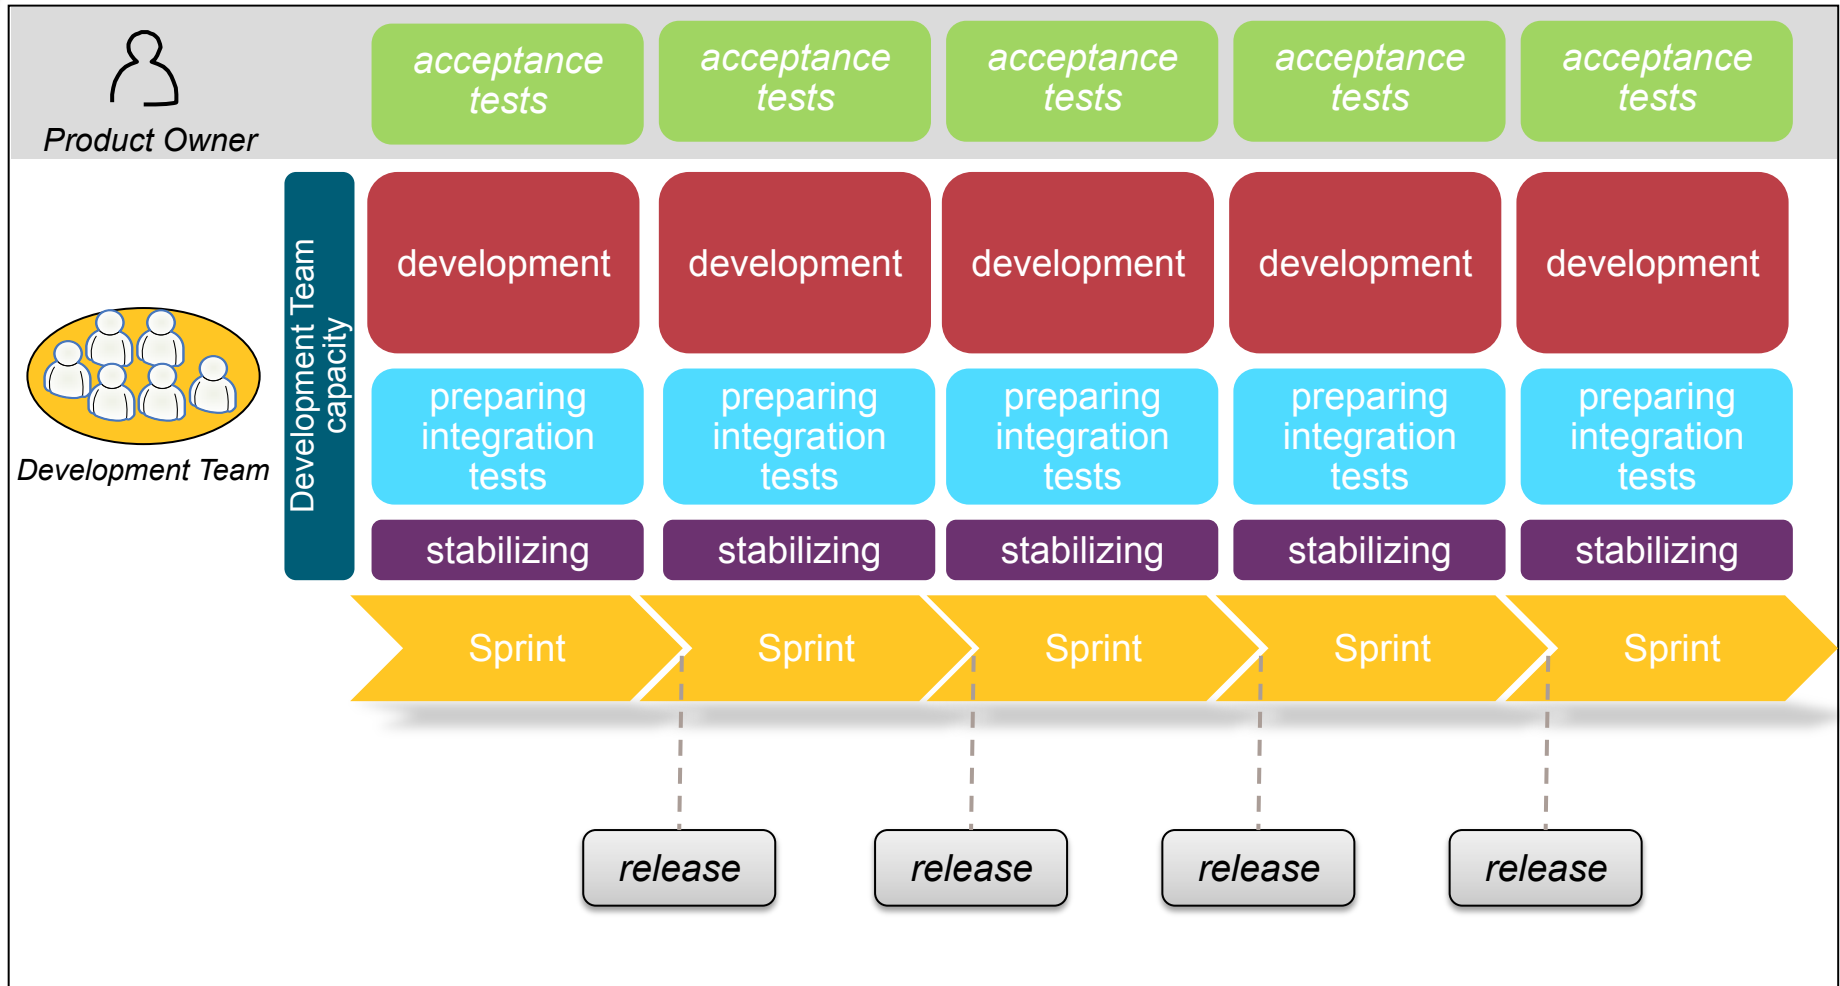 acceptance
tests
acceptance
tests
acceptance
tests
acceptance
tests
acceptance
tests
Product Owner
Development Team
capacity
development
development
development
development
development
Development Team
preparing
integration
tests
preparing
integration
tests
preparing
integration
tests
preparing
integration
tests
preparing
integration
tests
stabilizing
stabilizing
stabilizing
stabilizing
stabilizing
Sprint
Sprint
Sprint
Sprint
Sprint
release
release
release
release